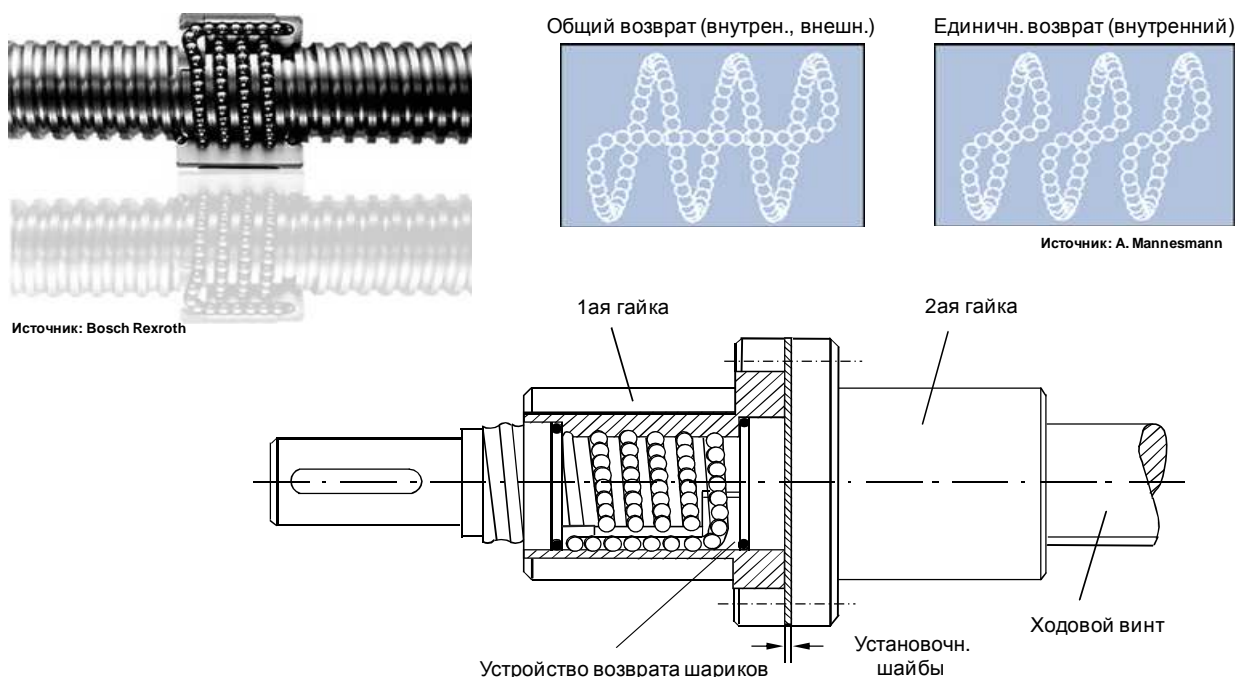 Общий возврат (внутрен., внешн.)
Единичн. возврат (внутренний)
Источник: A. Mannesmann
Источник: Bosch Rexroth
1ая гайка
2ая гайка
Ходовой винт
Устройство возврата шариков
Установочн.
шайбы